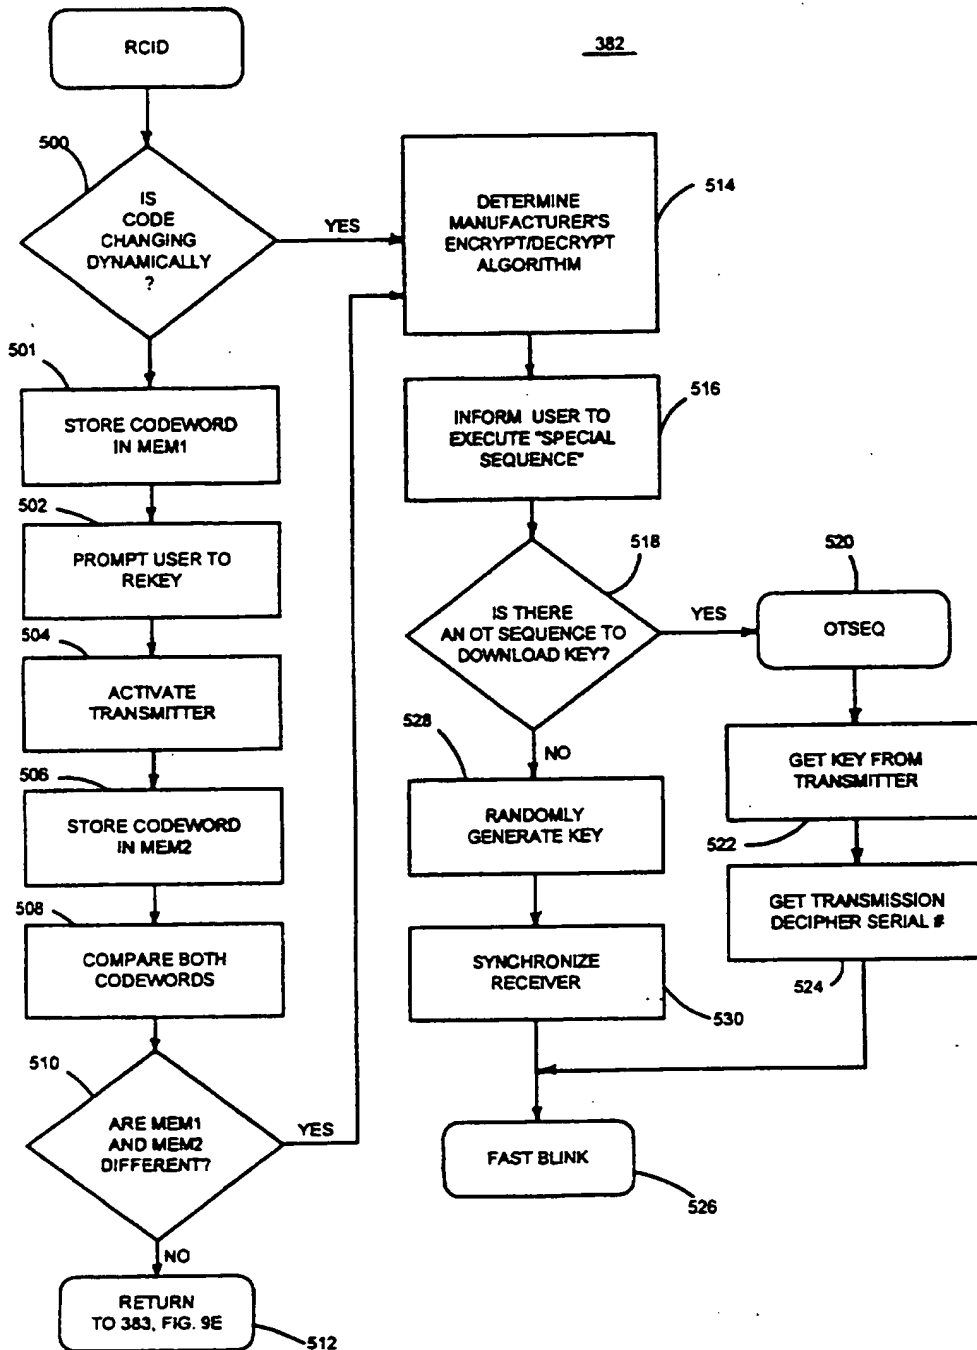 RCID
382
500
IS
CODE
CHANGING
DYNAMICALLY
?
YES
501
STORE CODEWORD
IN MEM1
502
PROMPT USER TO
REKEY
504
ACTIVATE
TRANSMITTER
506
STORE CODEWORD
IN MEM2
508
COMPARE BOTH
CODEWORDS
510
ARE MEM1
AND MEM2
DIFFERENT?
YES
NO
RETURN
TO 383, FIG. 9E
512
DETERMINE
MANUFACTURER'S
ENCRYPT/DECRYPT
ALGORITHM
514
INFORM USER TO
EXECUTE "SPECIAL
SEQUENCE"
516
IS THERE
AN OT SEQUENCE TO
DOWNLOAD KEY?
518
YES
NO
520
OTSEQ
GET KEY FROM
TRANSMITTER
522
GET TRANSMISSION
DECIPHER SERIAL #
524
528
RANDOMLY
GENERATE KEY
SYNCHRONIZE
RECEIVER
530
FAST BLINK
526